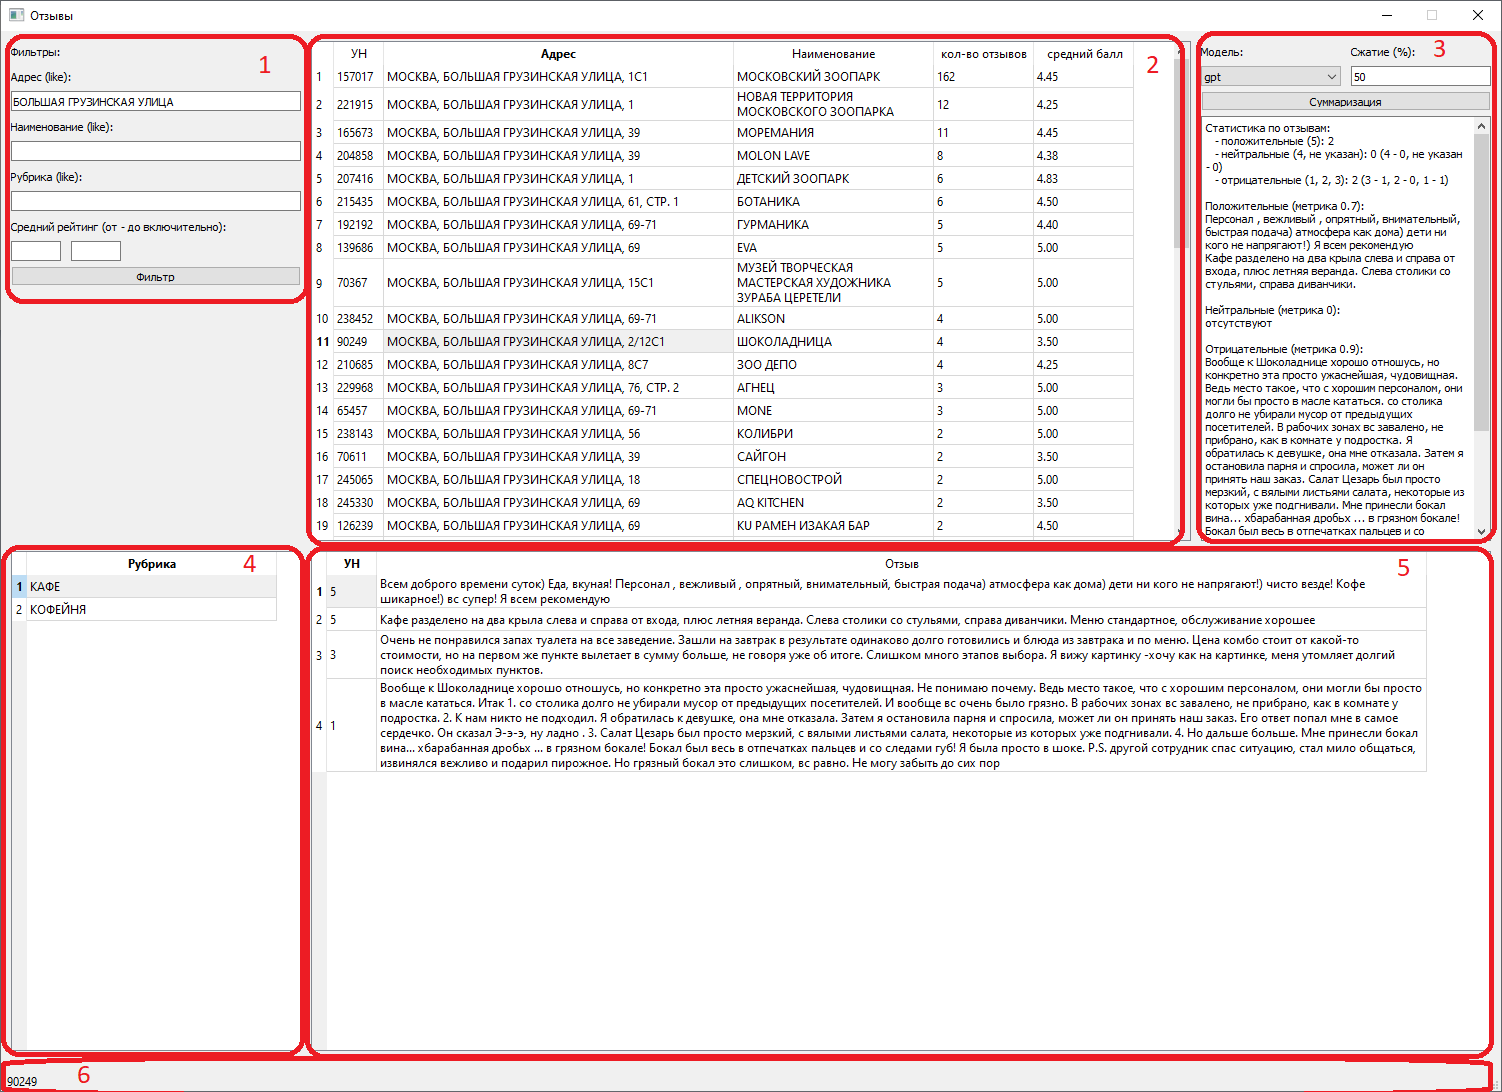 Отзывы
Фильтры:
1
Адрес (like):
БОЛЬШАЯ ГРУЗИНСКАЯ УЛИЦА
Наименование (like):
Рубрика (like):
Средний рейтинг (от - до включительно):
Фильтр
УН Адрес Наименование кол-во отзывов средний балл
2
1 157017 МОСКВА, БОЛЬШАЯ ГРУЗИНСКАЯ УЛИЦА, 1С1 МОСКОВСКИЙ ЗООПАРК 162 4.45
2 221915 МОСКВА, БОЛЬШАЯ ГРУЗИНСКАЯ УЛИЦА, 1 НОВАЯ ТЕРРИТОРИЯ МОСКОВСКОГО ЗООПАРКА 12 4.25
3 165673 МОСКВА, БОЛЬШАЯ ГРУЗИНСКАЯ УЛИЦА, 39 МОРЕМАНИЯ 11 4.45
4 204858 МОСКВА, БОЛЬШАЯ ГРУЗИНСКАЯ УЛИЦА, 39 MOLON LAVE 8 4.38
5 207416 МОСКВА, БОЛЬШАЯ ГРУЗИНСКАЯ УЛИЦА, 1 ДЕТСКИЙ ЗООПАРК 6 4.83
6 215435 МОСКВА, БОЛЬШАЯ ГРУЗИНСКАЯ УЛИЦА, 61, СТР. 1 БОТАНИКА 6 4.50
7 192192 МОСКВА, БОЛЬШАЯ ГРУЗИНСКАЯ УЛИЦА, 69-71 ГУРМАНИКА 5 4.40
8 139686 МОСКВА, БОЛЬШАЯ ГРУЗИНСКАЯ УЛИЦА, 69 EVA 5 5.00
9 70367 МОСКВА, БОЛЬШАЯ ГРУЗИНСКАЯ УЛИЦА, 15С1 МУЗЕЙ ТВОРЧЕСКАЯ МАСТЕРСКАЯ ХУДОЖНИКА ЗУРАБА ЦЕРЕТЕЛИ 5 5.00
10 238452 МОСКВА, БОЛЬШАЯ ГРУЗИНСКАЯ УЛИЦА, 69-71 ALIKSON 4 5.00
11 90249 МОСКВА, БОЛЬШАЯ ГРУЗИНСКАЯ УЛИЦА, 2/12С1 ШОКОЛАДНИЦА 4 3.50
12 210685 МОСКВА, БОЛЬШАЯ ГРУЗИНСКАЯ УЛИЦА, 8С7 ЗОО ДЕПО 4 4.25
13 229968 МОСКВА, БОЛЬШАЯ ГРУЗИНСКАЯ УЛИЦА, 76, СТР. 2 АГНЕЦ 3 5.00
14 65457 МОСКВА, БОЛЬШАЯ ГРУЗИНСКАЯ УЛИЦА, 69-71 MONE 3 5.00
15 238143 МОСКВА, БОЛЬШАЯ ГРУЗИНСКАЯ УЛИЦА, 56 КОЛИБРИ 2 5.00
16 70611 МОСКВА, БОЛЬШАЯ ГРУЗИНСКАЯ УЛИЦА, 39 САЙГОН 2 3.50
17 245065 МОСКВА, БОЛЬШАЯ ГРУЗИНСКАЯ УЛИЦА, 18 СПЕЦНОВОСТРОЙ 2 5.00
18 245330 МОСКВА, БОЛЬШАЯ ГРУЗИНСКАЯ УЛИЦА, 69 AQ KITCHEN 2 3.50
19 126239 МОСКВА, БОЛЬШАЯ ГРУЗИНСКАЯ УЛИЦА, 69 KU РАМЕН ИЗАКАЯ БАР 2 4.50
Модель: Сжатие (%):
3
gpt 50
Суммаризация
Статистика по отзывам:
- положительные (5): 2
- нейтральные (4, не указан): 0 (4 - 0, не указан
- 0)
- отрицательные (1, 2, 3): 2 (3 - 1, 2 - 0, 1 - 1)
Положительные (метрика 0.7):
Персонал , вежливый , опрятный, внимательный,
быстрая подача) атмосфера как дома) дети ни
кого не напрягают!) Я всем рекомендую
Кафе разделено на два крыла слева и справа от
входа, плюс летняя веранда. Слева столики со
стульями, справа диванчики.
Нейтральные (метрика 0):
отсутствуют
Отрицательные (метрика 0.9):
Вообще к Шоколаднице хорошо отношусь, но
конкретно эта просто ужаснейшая, чудовищная.
Ведь место такое, что с хорошим персоналом, они
могли бы просто в масле кататься. со столика
долго не убирали мусор от предыдущих
посетителей. В рабочих зонах вс завалено, не
прибрано, как в комнате у подростка. Я
обратилась к девушке, она мне отказала. Затем я
остановила парня и спросила, может ли он
принять наш заказ. Салат Цезарь был просто
мерзкий, с вялыми листьями салата, некоторые из
которых уже подгнивали. Мне принесли бокал
вина... хбарабанная дробьх ... в грязном бокале!
Бокал был весь в отпечатках пальцев и со
Рубрика
4
1 КАФЕ
2 КОФЕЙНЯ
УН Отзыв
5
1 5 Всем доброго времени суток) Еда, вкуная! Персонал , вежливый , опрятный, внимательный, быстрая подача) атмосфера как дома) дети ни кого не напрягают!) чисто везде! Кофе
шикарное!) вс супер! Я всем рекомендую
2 5 Кафе разделено на два крыла слева и справа от входа, плюс летняя веранда. Слева столики со стульями, справа диванчики. Меню стандартное, обслуживание хорошее
3 3 Очень не понравился запах туалета на все заведение. Зашли на завтрак в результате одинаково долго готовились и блюда из завтрака и по меню. Цена комбо стоит от какой-то
стоимости, но на первом же пункте вылетает в сумму больше, не говоря уже об итоге. Слишком много этапов выбора. Я вижу картинку -хочу как на картинке, меня утомляет долгий
поиск необходимых пунктов.
4 1 Вообще к Шоколаднице хорошо отношусь, но конкретно эта просто ужаснейшая, чудовищная. Не понимаю почему. Ведь место такое, что с хорошим персоналом, они могли бы просто
в масле кататься. Итак 1. со столика долго не убирали мусор от предыдущих посетителей. И вообще вс очень было грязно. В рабочих зонах вс завалено, не прибрано, как в комнате у
подростка. 2. К нам никто не подходил. Я обратилась к девушке, она мне отказала. Затем я остановила парня и спросила, может ли он принять наш заказ. Его ответ попал мне в самое
сердечко. Он сказал Э-э-э, ну ладно . 3. Салат Цезарь был просто мерзкий, с вялыми листьями салата, некоторые из которых уже подгнивали. 4. Но дальше больше. Мне принесли бокал
вина... хбарабанная дробьх ... в грязном бокале! Бокал был весь в отпечатках пальцев и со следами губ! Я была просто в шоке. P.S. другой сотрудник спас ситуацию, стал мило общаться,
извинялся вежливо и подарил пирожное. Но грязный бокал это слишком, вс равно. Не могу забыть до сих пор
6
90249